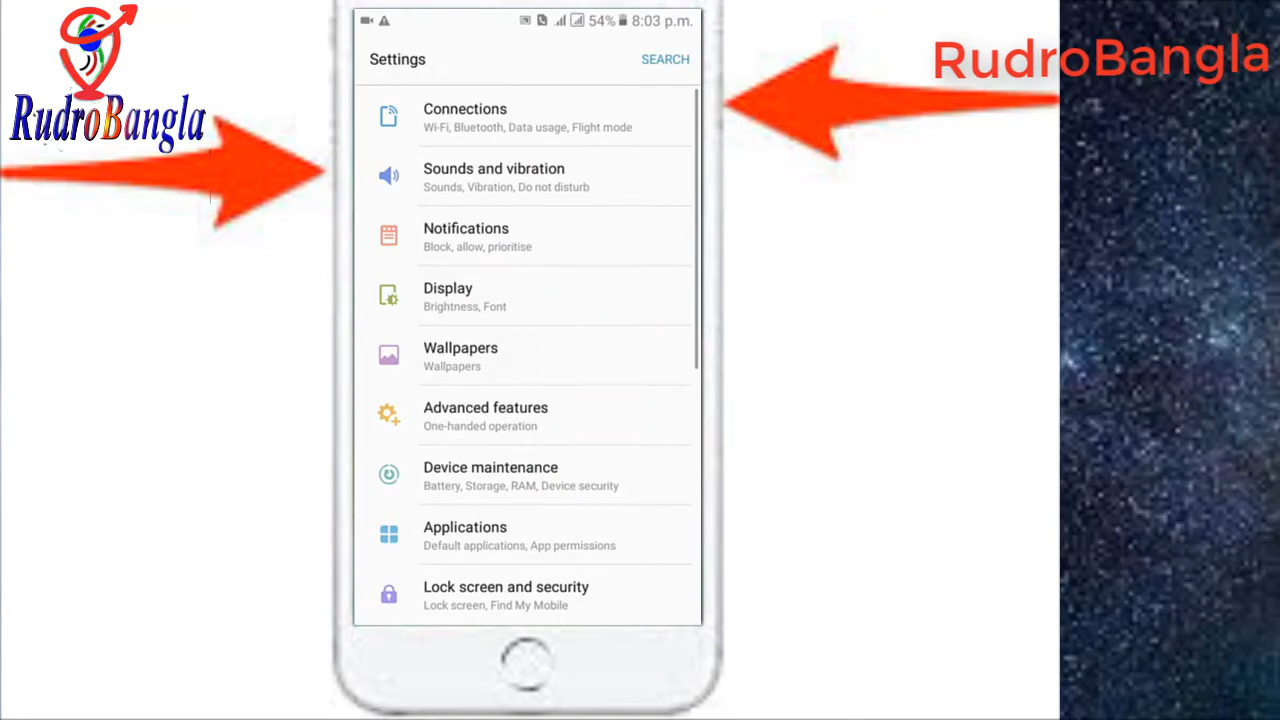 RudroBangla
RudroBangla
54% 8:03 p.m.
Settings SEARCH
Connections
Wi-Fi, Bluetooth, Data usage, Flight mode
Sounds and vibration
Sounds, Vibration, Do not disturb
Notifications
Block, allow, prioritise
Display
Brightness, Font
Wallpapers
Wallpapers
Advanced features
One-handed operation
Device maintenance
Battery, Storage, RAM, Device security
Applications
Default applications, App permissions
Lock screen and security
Lock screen, Find My Mobile